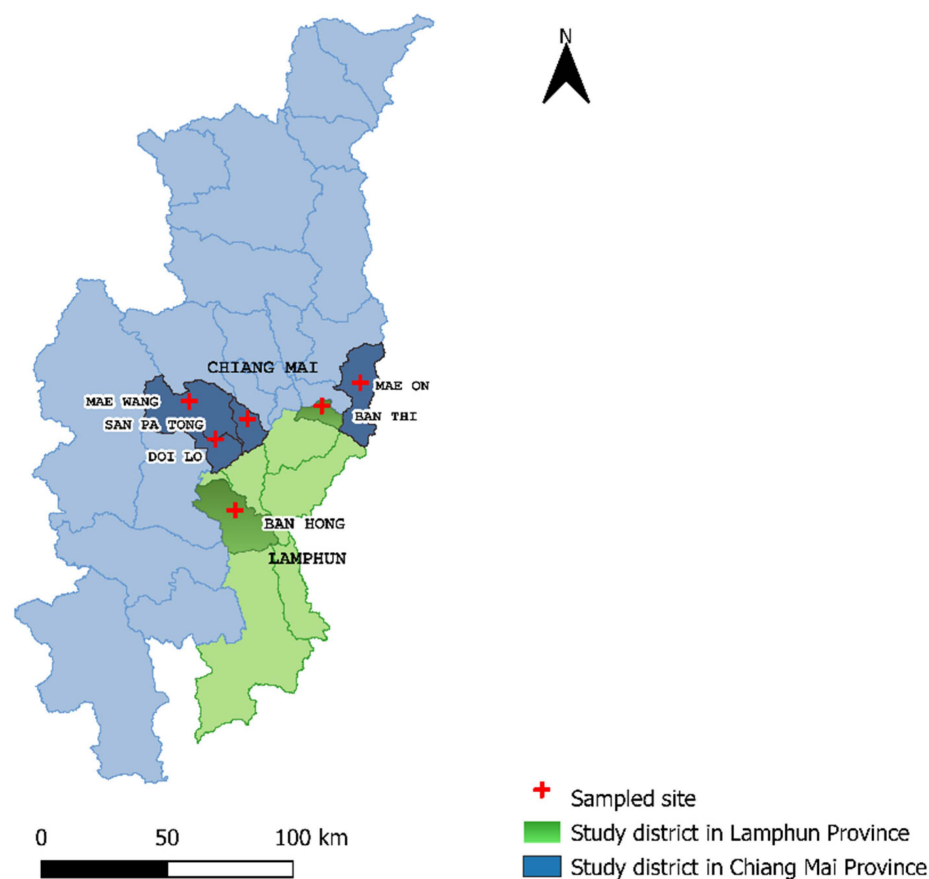 N
CHIANG MAI
MAE ON
MAE WANG
BAN THI
SAN PA TONG
DOI LO
BAN HONG
LAMPHUN
Sampled site
0 50 100 km
Study district in Lamphun Province
Study district in Chiang Mai Province